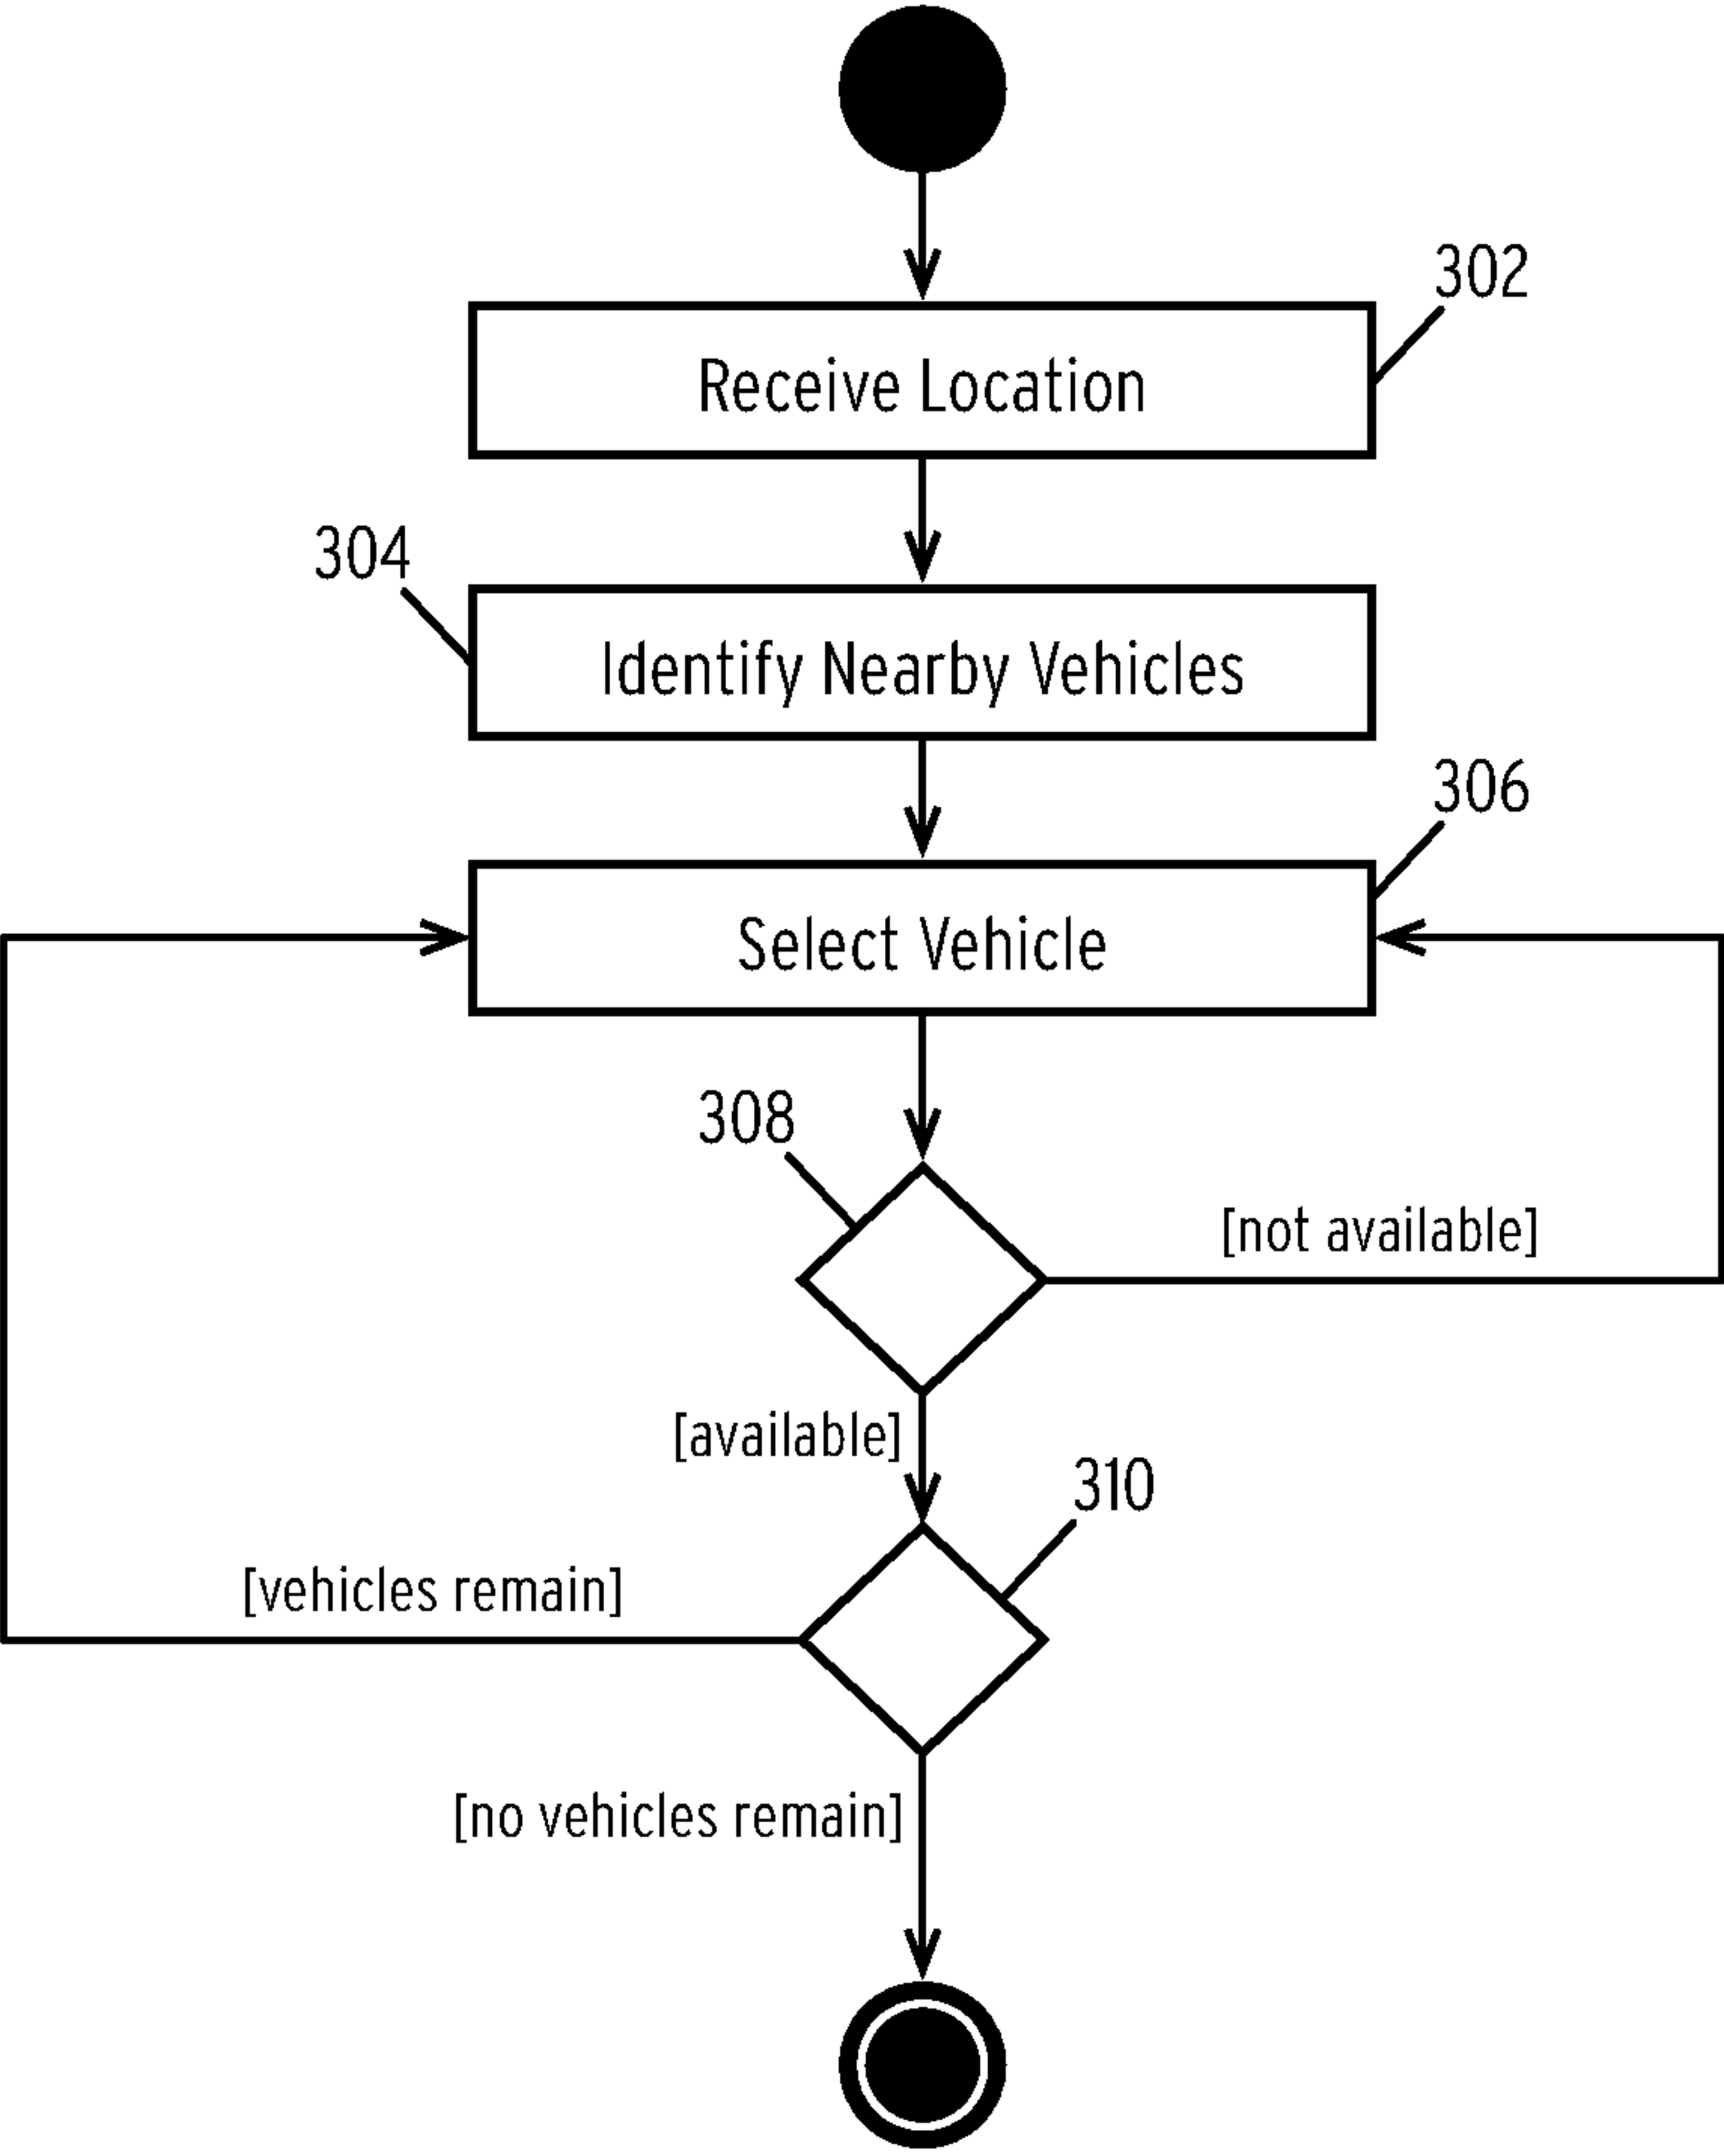 302
Receive Location
304
Identify Nearby Vehicles
306
Select Vehicle
308
[not available]
[available]
310
[vehicles remain]
[no vehicles remain]